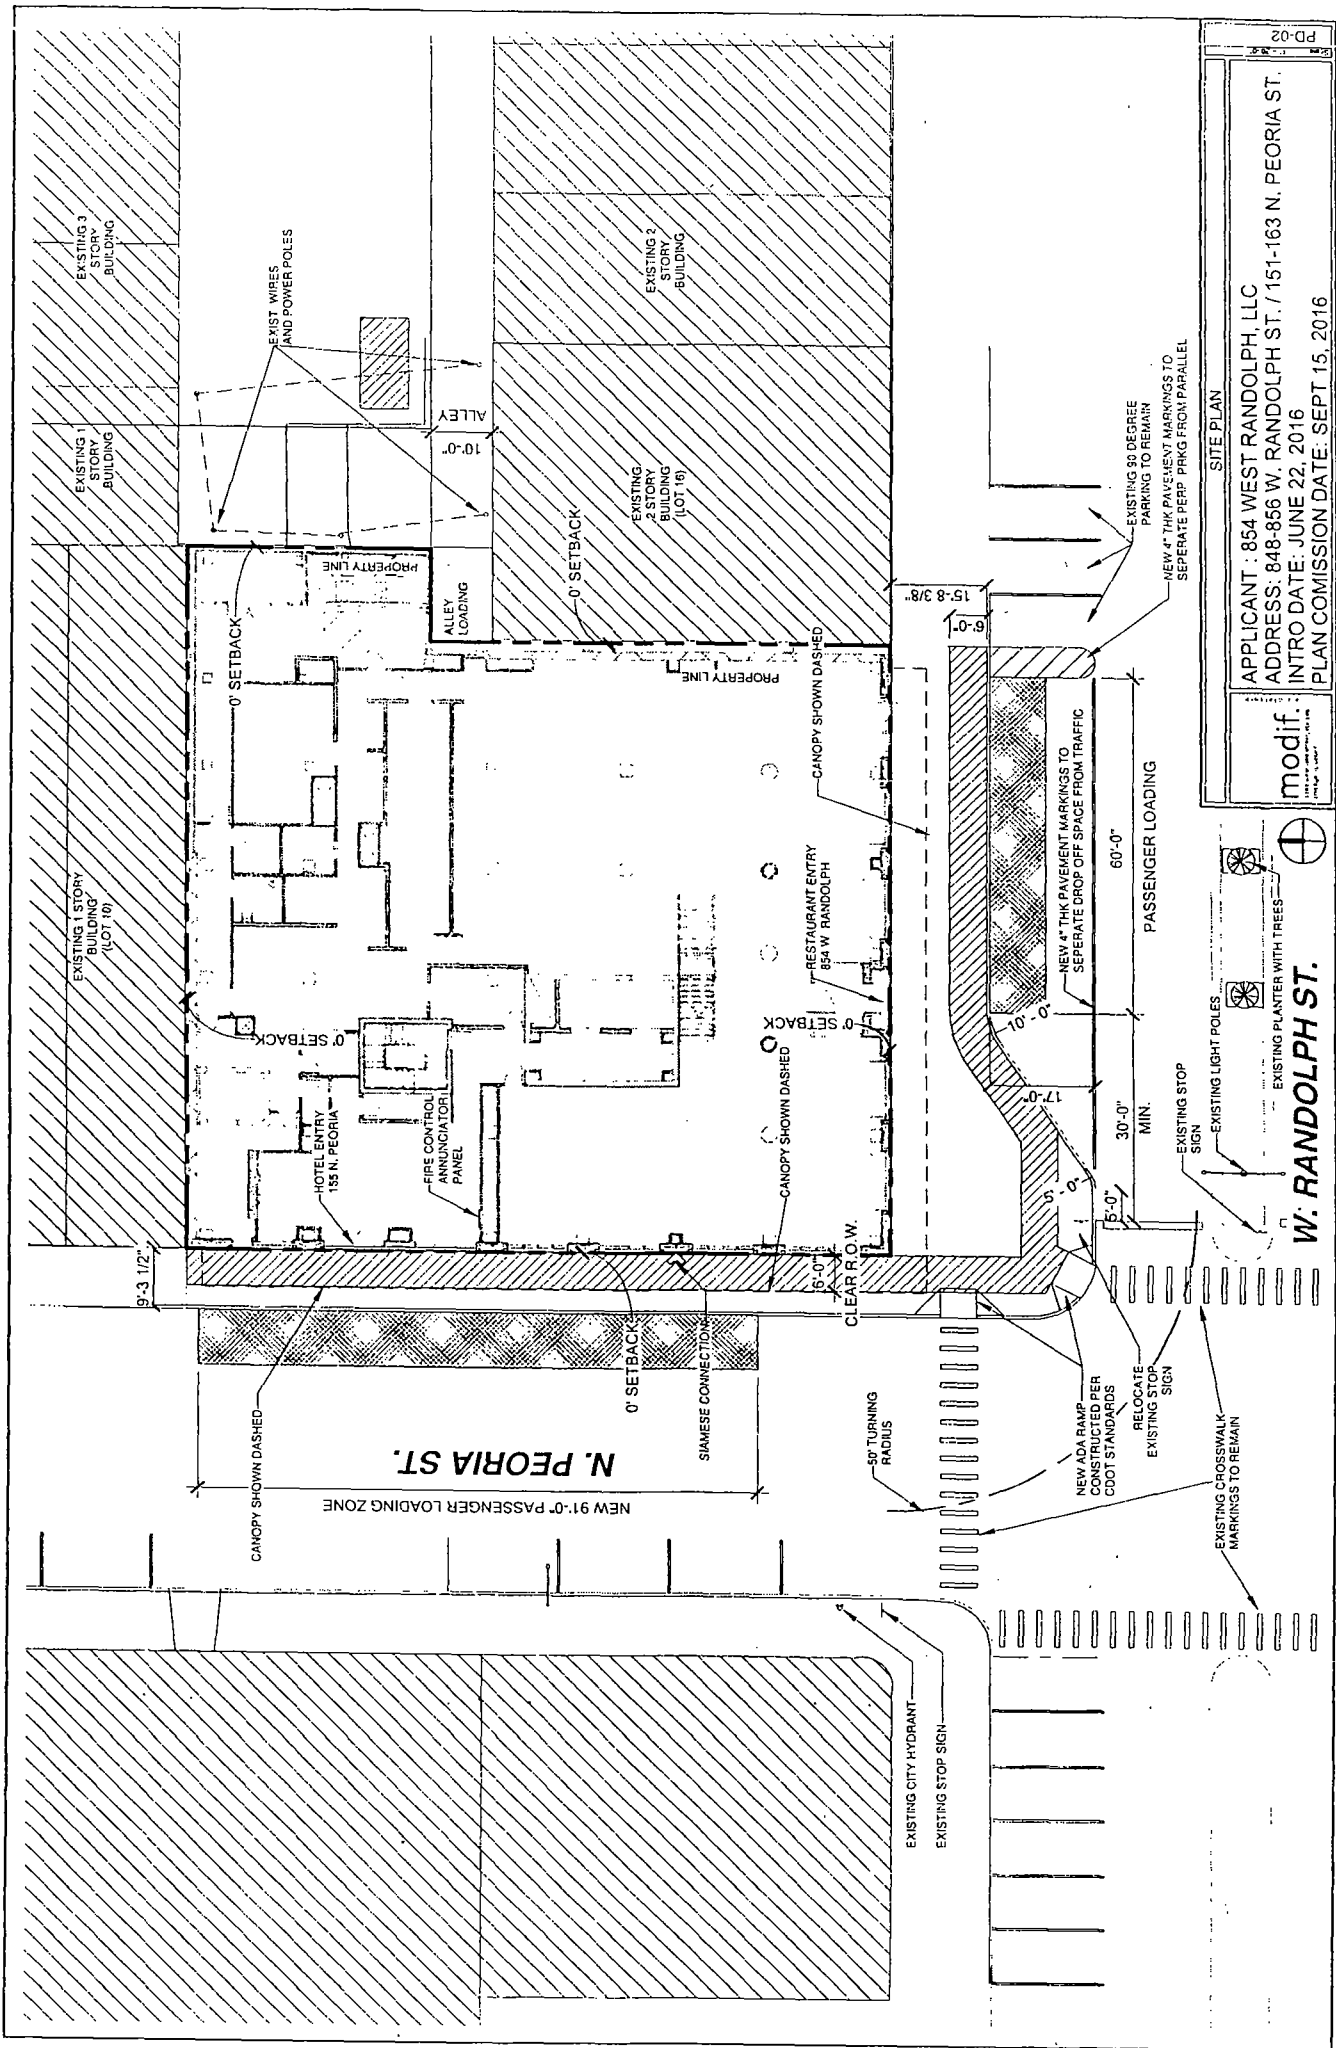 EXISTING 3
STORY
BUILDING
EXISTING 1
STORY
BUILDING
EXIST WIRES
AND POWER POLES
EXISTING 1 STORY
BUILDING
(LOT 10)
0' SETBACK
PROPERTY LINE
ALLEY
10'-0"
ALLEY
LOADING
EXISTING 2
STORY
BUILDING
EXISTING
2 STORY
BUILDING
(LOT 16)
0' SETBACK
PROPERTY LINE
0' SETBACK
HOTEL ENTRY
155 N. PEORIA
FIRE CONTROL
ANNUNCIATOR
PANEL
RESTAURANT ENTRY
854 W RANDOLPH
0' SETBACK
CANOPY SHOWN DASHED
CANOPY SHOWN DASHED
15'-8 3/8"
6'-0"
9'-3 1/2"
6'-0"
CLEAR R.O.W.
CANOPY SHOWN DASHED
0' SETBACK
SIAMESE CONNECTION
N. PEORIA ST.
NEW 91'-0" PASSENGER LOADING ZONE
50' TURNING
RADIUS
EXISTING CITY HYDRANT
EXISTING STOP SIGN
EXISTING 90 DEGREE
PARKING TO REMAIN
NEW 4" THK PAVEMENT MARKINGS TO
SEPERATE PERP PRKG FROM PARALLEL
NEW 4" THK PAVEMENT MARKINGS TO
SEPERATE DROP OFF SPACE FROM TRAFFIC
10' - 0"
17'-0"
5' - 0"
5'-0"
60'-0"
PASSENGER LOADING
30'-0"
MIN.
NEW ADA RAMP
CONSTRUCTED PER
CDOT STANDARDS
RELOCATE
EXISTING STOP
SIGN
EXISTING CROSSWALK
MARKINGS TO REMAIN
EXISTING STOP
SIGN
EXISTING LIGHT POLES
EXISTING PLANTER WITH TREES
W. RANDOLPH ST.
SITE PLAN
modif.
APPLICANT : 854 WEST RANDOLPH, LLC
ADDRESS: 848-856 W. RANDOLPH ST. / 151-163 N. PEORIA ST.
INTRO DATE: JUNE 22, 2016
PLAN COMISSION DATE: SEPT 15, 2016
PD-02